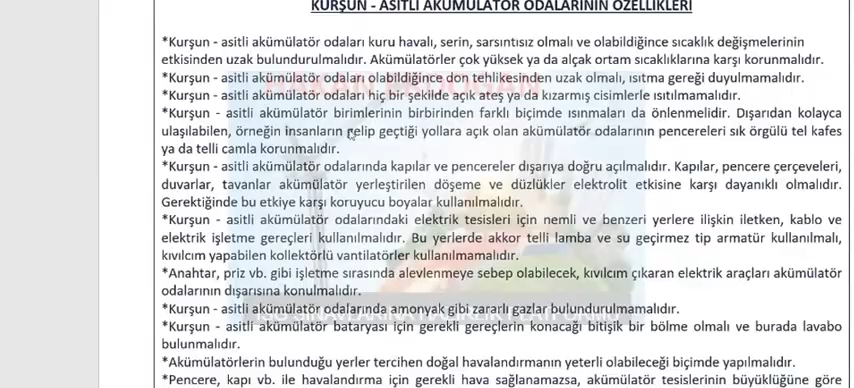 KURŞUN - ASİTLİ AKÜMÜLATÖR ODALARININ ÖZELLİKLERİ
*Kurşun - asitli akümülatör odaları kuru havalı, serin, sarsıntısız olmalı ve olabildiğince sıcaklık değişmelerinin
etkisinden uzak bulundurulmalıdır. Akümülatörler çok yüksek ya da alçak ortam sıcaklıklarına karşı korunmalıdır.
*Kurşun - asitli akümülatör odaları olabildiğince don tehlikesinden uzak olmalı, ısıtma gereği duyulmamalıdır.
*Kurşun - asitli akümülatör odaları hiç bir şekilde açık ateş ya da kızarmış cisimlerle ısıtılmamalıdır.
*Kurşun - asitli akümülatör birimlerinin birbirinden farklı biçimde ısınmaları da önlenmelidir. Dışarıdan kolayca
ulaşılabilen, örneğin insanların gelip geçtiği yollara açık olan akümülatör odalarının pencereleri sık örgülü tel kafes
ya da telli camla korunmalıdır.
*Kurşun - asitli akümülatör odalarında kapılar ve pencereler dışarıya doğru açılmalıdır. Kapılar, pencere çerçeveleri,
duvarlar, tavanlar akümülatör yerleştirilen döşeme ve düzlükler elektrolit etkisine karşı dayanıklı olmalıdır.
Gerektiğinde bu etkiye karşı koruyucu boyalar kullanılmalıdır.
*Kurşun - asitli akümülatör odalarındaki elektrik tesisleri için nemli ve benzeri yerlere ilişkin iletken, kablo ve
elektrik işletme gereçleri kullanılmalıdır. Bu yerlerde akkor telli lamba ve su geçirmez tip armatür kullanılmalı,
kıvılcım yapabilen kollektörlü vantilatörler kullanılmamalıdır.
*Anahtar, priz vb. gibi işletme sırasında alevlenmeye sebep olabilecek, kıvılcım çıkaran elektrik araçları akümülatör
odalarının dışarısına konulmalıdır.
*Kurşun - asitli akümülatör odalarında amonyak gibi zararlı gazlar bulundurulmamalıdır.
*Kurşun - asitli akümülatör bataryası için gerekli gereçlerin konacağı bitişik bir bölme olmalı ve burada lavabo
bulunmalıdır.
*Akümülatörlerin bulunduğu yerler tercihen doğal havalandırmanın yeterli olabileceği biçimde yapılmalıdır.
*Pencere, kapı vb. ile havalandırma için gerekli hava sağlanamazsa, akümülatör tesislerinin büyüklüğüne göre